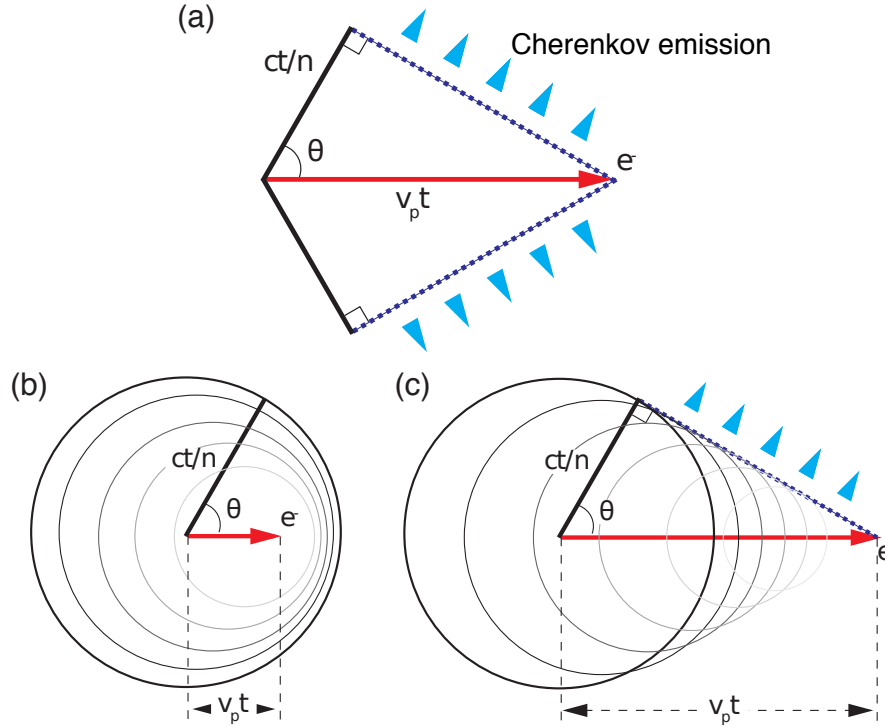 (a)
Cherenkov emission
ct/n
θ
e-
vpt
(b)
(c)
ct/n
θ
e-
vpt
ct/n
θ
e
vpt